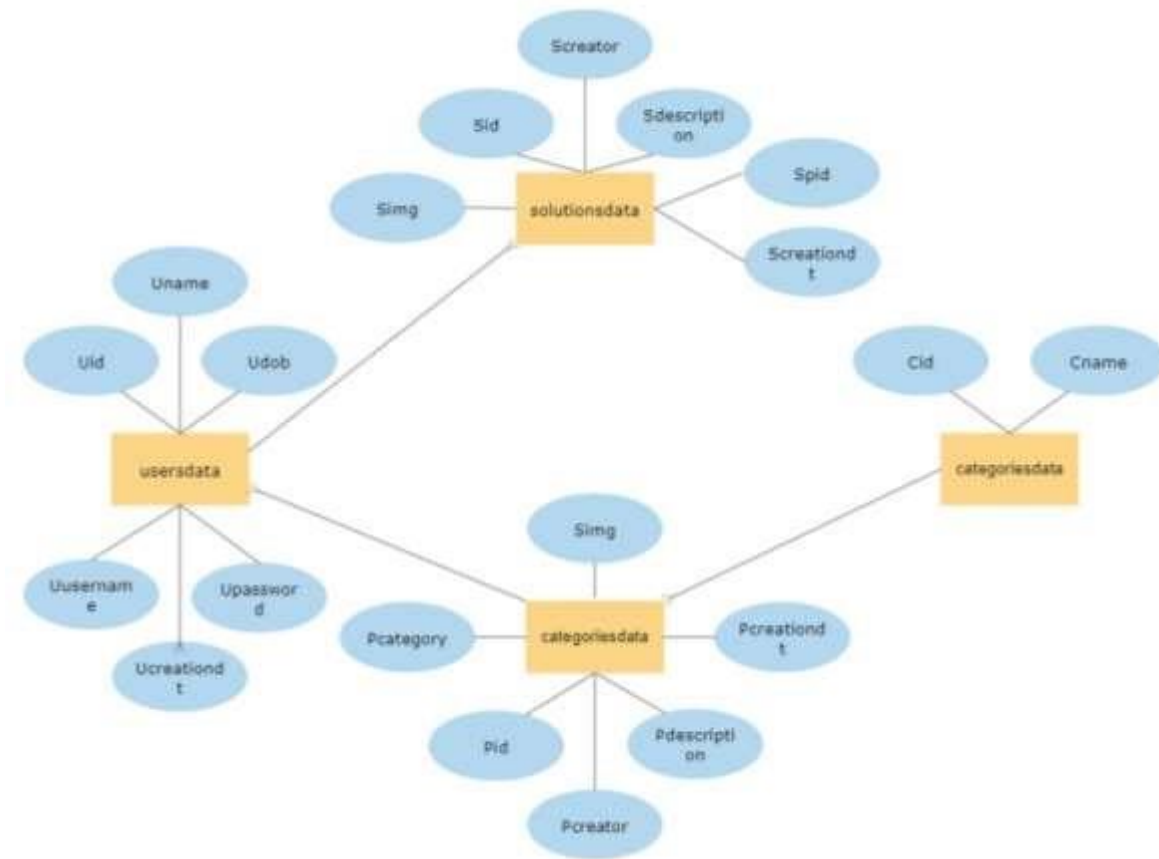 Screator
Sid
Sdescripti
on
Spid
Simg
solutionsdata
Screationd
t
Uname
Uid
Udob
Cid
Cname
usersdata
categoriesdata
Simg
Uusernam
e
Upasswor
d
Pcategory
categoriesdata
Pcreationd
t
Ucreationd
t
Pid
Pdescripti
on
Pcreator